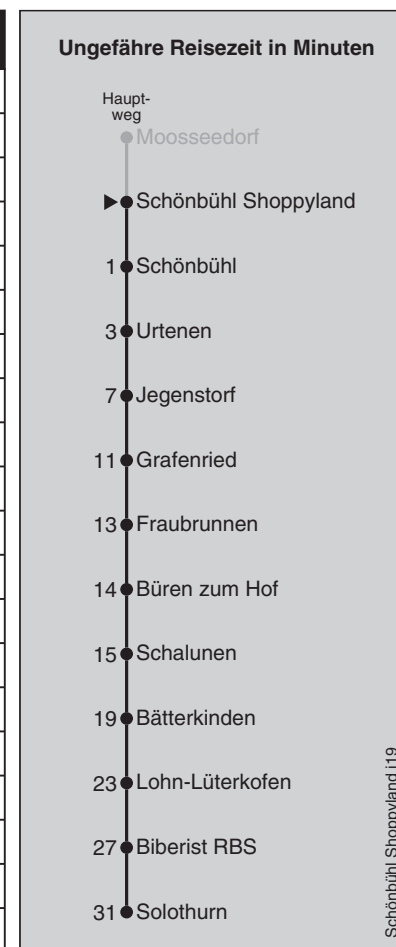 Ungefähre Reisezeit in Minuten
Haupt-
weg
Moosseedorf
Schönbühl Shoppyland
1 Schönbühl
3 Urtenen
7 Jegenstorf
11 Grafenried
13 Fraubrunnen
14 Büren zum Hof
15 Schalunen
19 Bätterkinden
23 Lohn-Lüterkofen
27 Biberist RBS
31 Solothurn
Schönbühl Shoppyland i19